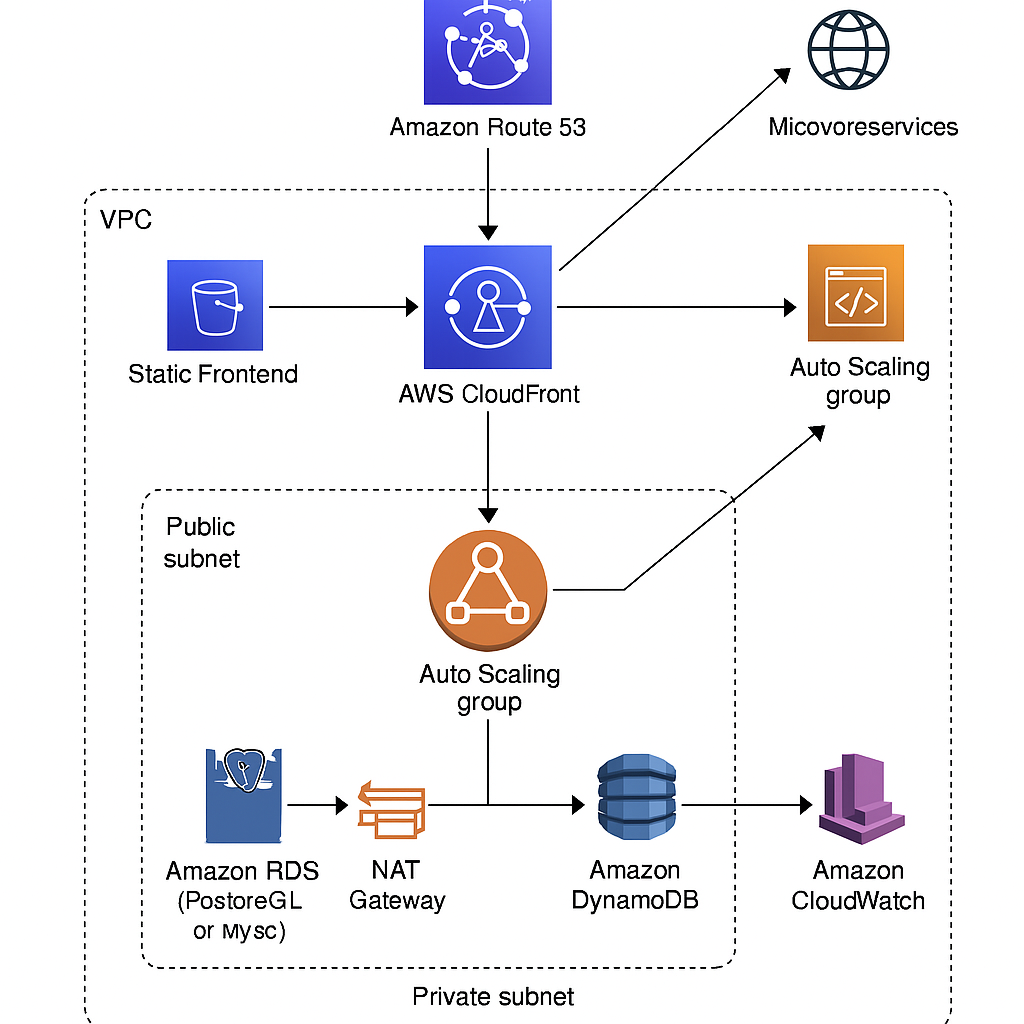 Amazon Route 53
Micovoreservices
VPC
Static Frontend
AWS CloudFront
Auto Scaling
group
Public
subnet
Auto Scaling
group
Amazon RDS
(PostoreGL
or Mysc)
NAT
Gateway
Amazon
DynamoDB
Amazon
CloudWatch
Private subnet